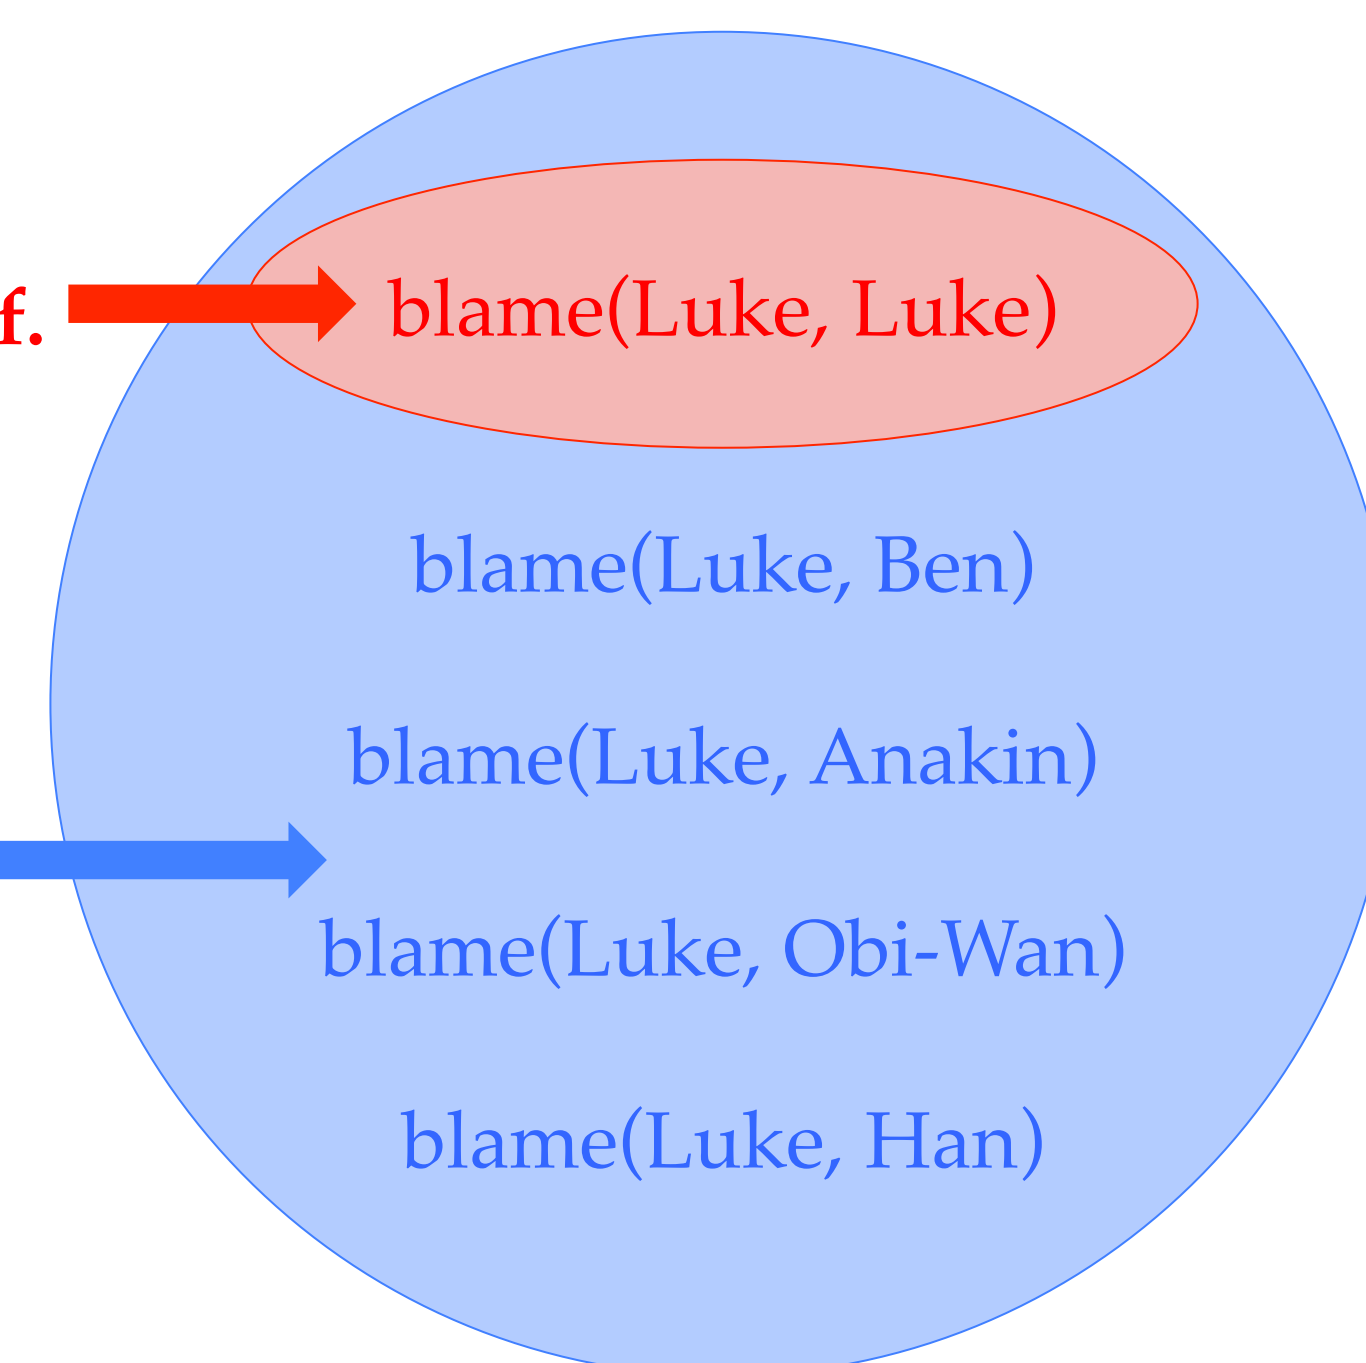 f.
blame(Luke, Luke)
blame(Luke, Ben)
blame(Luke, Anakin)
blame(Luke, Obi-Wan)
blame(Luke, Han)